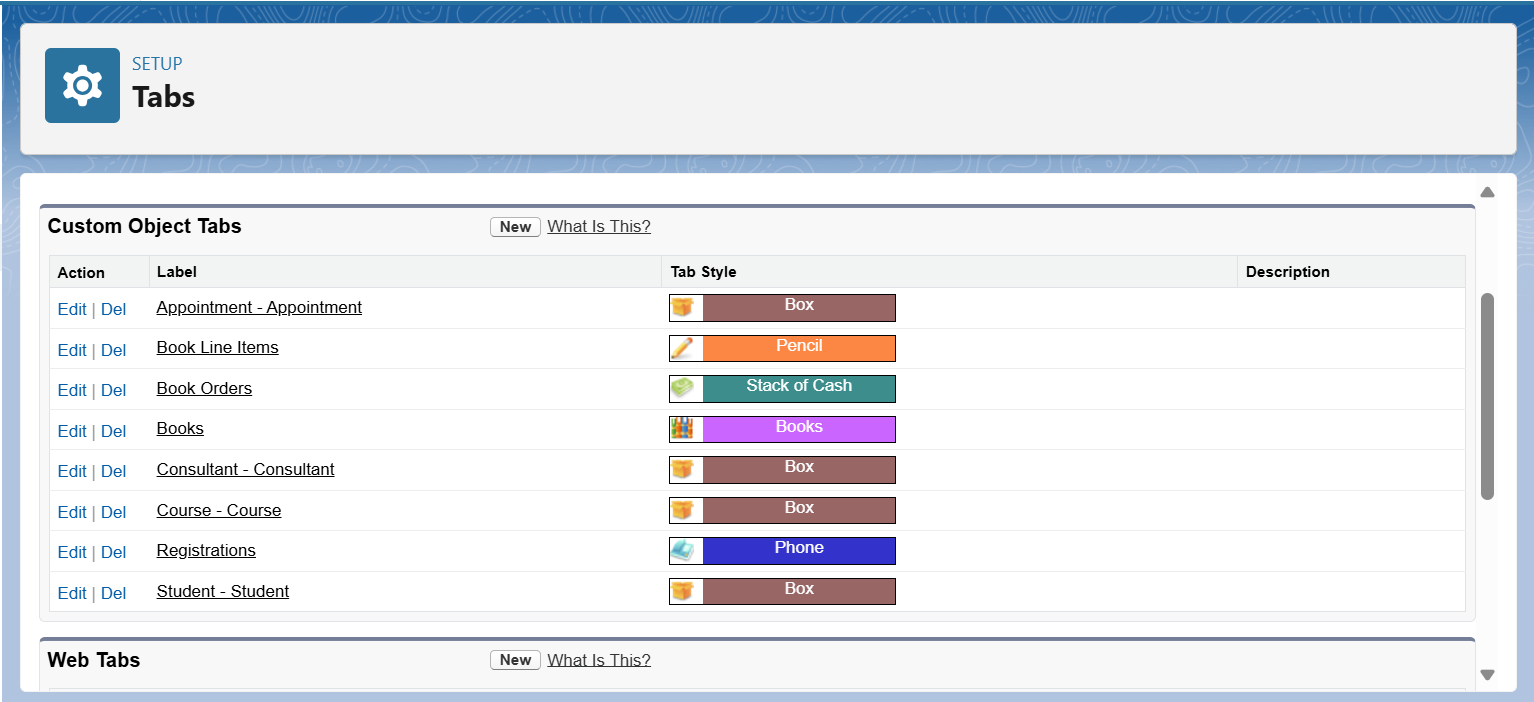 SETUP
Tabs
Custom Object Tabs New What Is This?
Action Label Tab Style Description
Edit | Del Appointment - Appointment Box
Edit | Del Book Line Items Pencil
Edit | Del Book Orders Stack of Cash
Edit | Del Books Books
Edit | Del Consultant - Consultant Box
Edit | Del Course - Course Box
Edit | Del Registrations Phone
Edit | Del Student - Student Box
Web Tabs New What Is This?